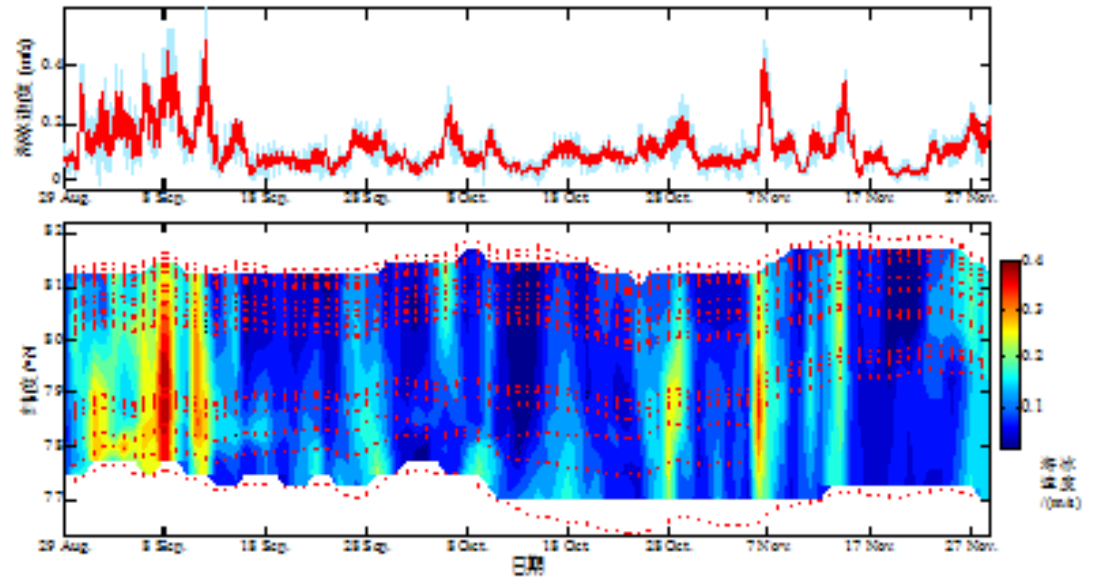 0.2
0
29 Aug.
8 Sep.
18 Sep.
28 Sep.
8 Oct.
18 Oct.
28 Oct.
7 Nov.
17 Nov.
27 Nov.
82
81
80
79
78
77
纬度 /°N
29 Aug.
8 Sep.
18 Sep.
28 Sep.
8 Oct.
18 Oct.
28 Oct.
7 Nov.
17 Nov.
27 Nov.
日期
0.4
0.3
0.2
0.1
/(m/s)